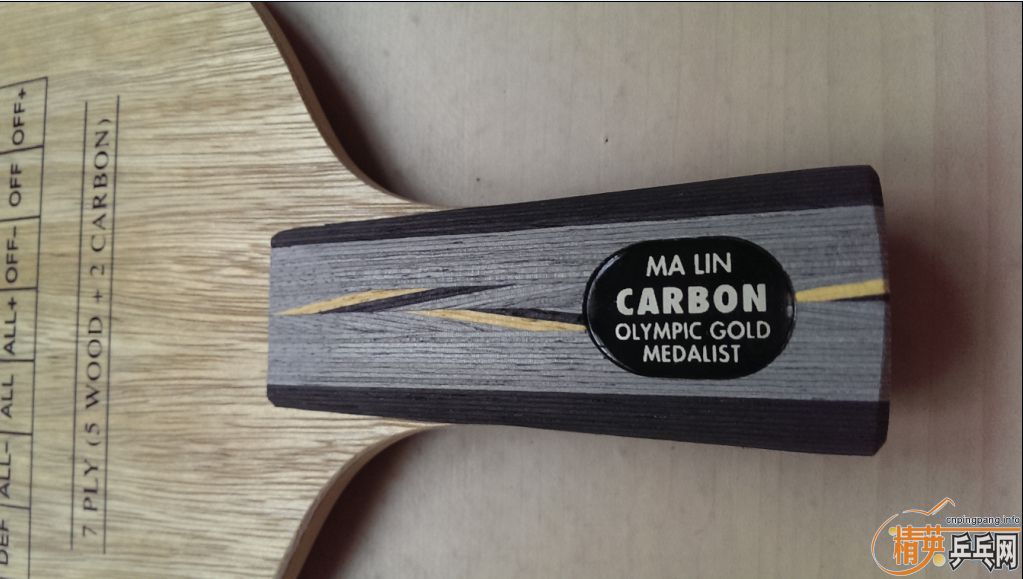 DEF | ALL- | ALL | ALL+ | OFF- | OFF | OFF+
7 PLY (5 WOOD + 2 CARBON)
MA LIN
CARBON
OLYMPIC GOLD
MEDALIST
cnpingpang.info
精英乒乓网